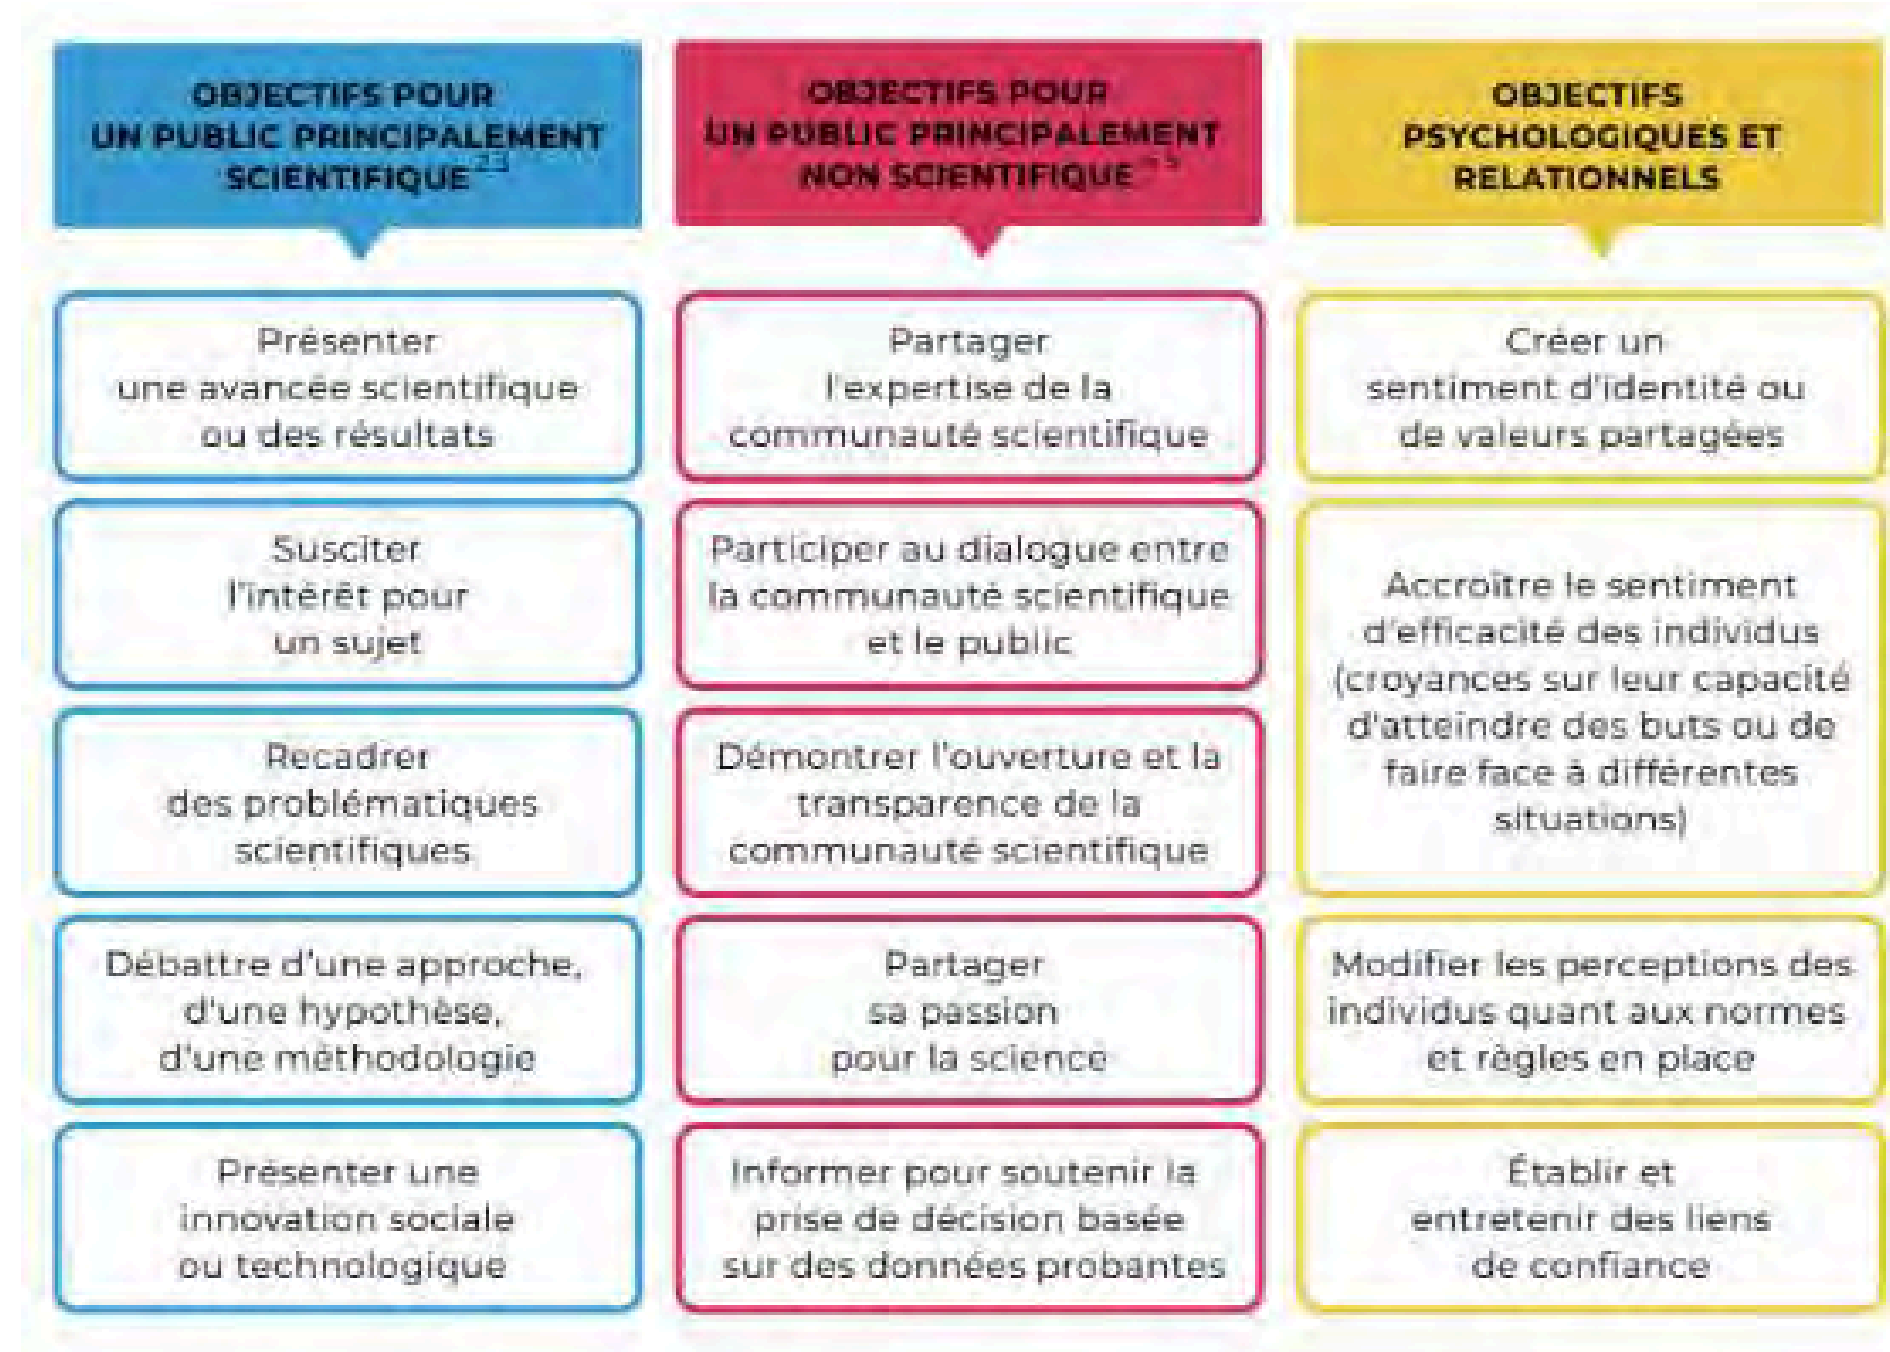 OBJECTIFS POUR
UN PUBLIC PRINCIPALEMENT
SCIENTIFIQUE 23
Présenter
une avancée scientifique
ou des résultats
Susciter
l'intérêt pour
un sujet
Recadrer
des problématiques
scientifiques
Débattre d'une approche,
d'une hypothèse,
d'une méthodologie
Présenter une
innovation sociale
ou technologique
OBJECTIFS POUR
UN PUBLIC PRINCIPALEMENT
NON SCIENTIFIQUE
Partager
l'expertise de la
communauté scientifique
Participer au dialogue entre
la communauté scientifique
et le public
Démontrer l'ouverture et la
transparence de la
communauté scientifique
Partager
sa passion
pour la science
Informer pour soutenir la
prise de décision basée
sur des données probantes
OBJECTIFS
PSYCHOLOGIQUES ET
RELATIONNELS
Créer un
sentiment d'identité ou
de valeurs partagées
Accroître le sentiment
d'efficacité des individus
(croyances sur leur capacité
d'atteindre des buts ou de
faire face à différentes
situations)
Modifier les perceptions des
individus quant aux normes
et règles en place
Établir et
entretenir des liens
de confiance